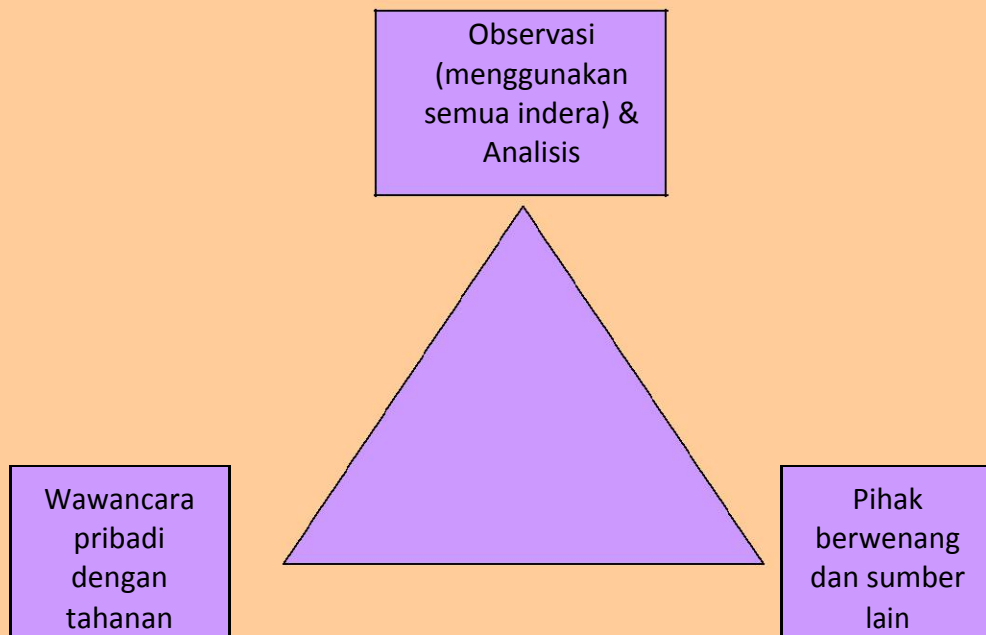 Observasi
(menggunakan
semua indera) &
Analisis
Wawancara
pribadi
dengan
tahanan
Pihak
berwenang
dan sumber
lain